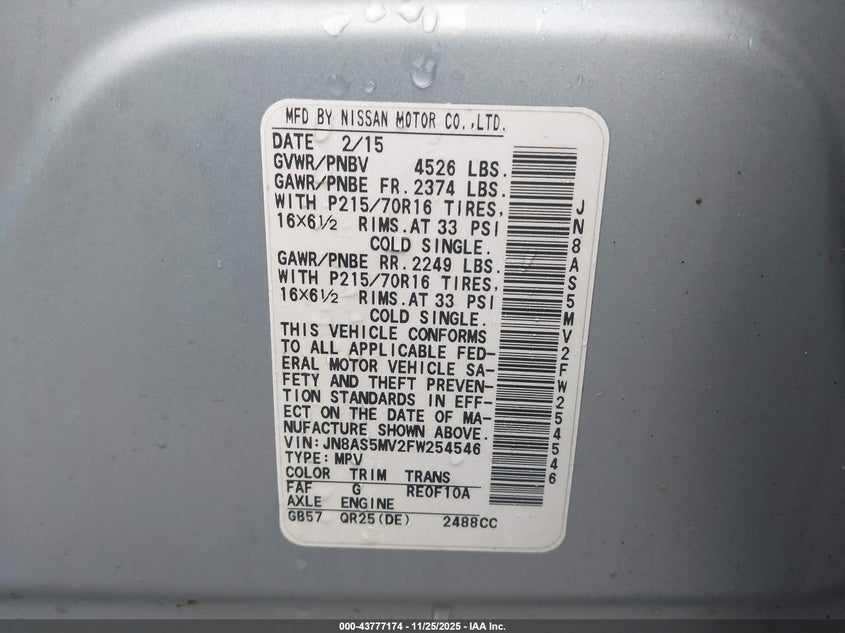 MFD BY NISSAN MOTOR CO.,LTD.
DATE 2/15
GVWR/PNBV 4526 LBS.
GAWR/PNBE FR. 2374 LBS.
WITH P215/70R16 TIRES,
16X6½ RIMS.AT 33 PSI
COLD SINGLE.
GAWR/PNBE RR. 2249 LBS.
WITH P215/70R16 TIRES,
16X6½ RIMS.AT 33 PSI
COLD SINGLE.
THIS VEHICLE CONFORMS
TO ALL APPLICABLE FED-
ERAL MOTOR VEHICLE SA-
FETY AND THEFT PREVEN-
TION STANDARDS IN EFF-
ECT ON THE DATE OF MA-
NUFACTURE SHOWN ABOVE.
VIN:JN8AS5MV2FW254546
TYPE:MPV
COLOR TRIM TRANS
FAF G RE0F10A
AXLE ENGINE
GB57 QR25(DE) 2488CC
JN8AS5MV2FW254546
000-43777174 | 11/25/2025 | IAA Inc.